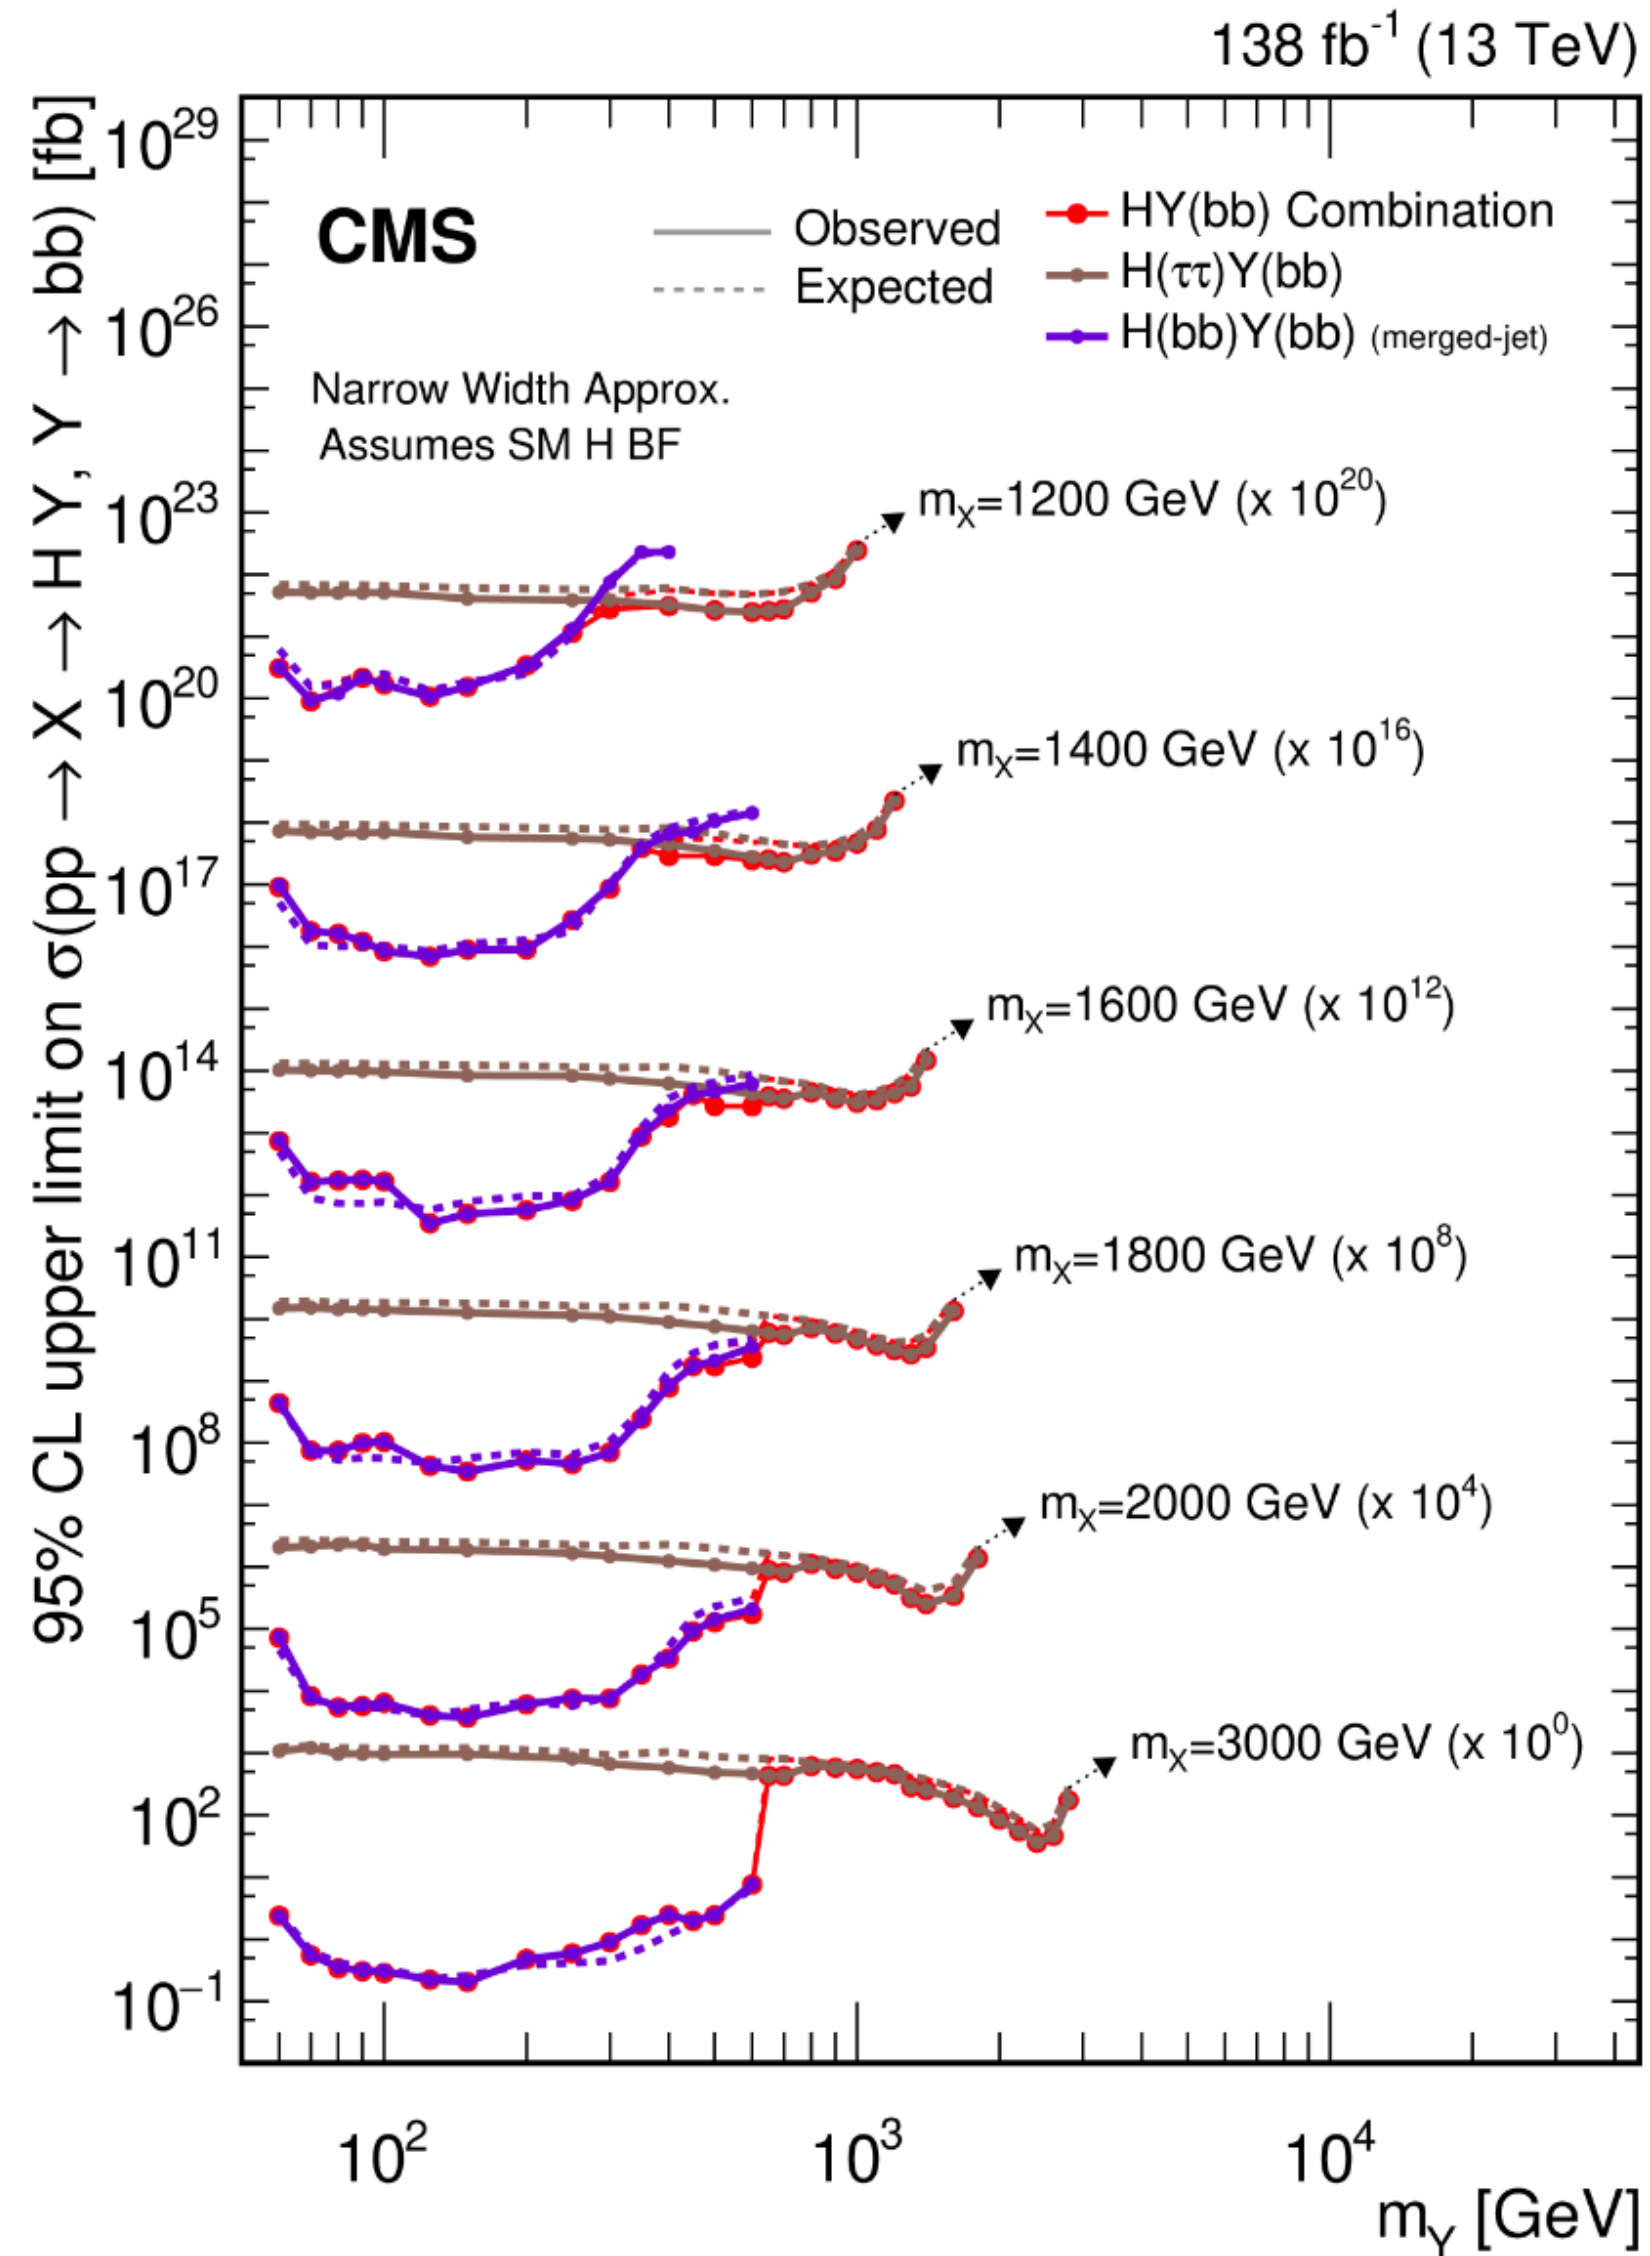 138 fb⁻¹ (13 TeV)
95% CL upper limit on σ(pp → X → H Y, Y → bb) [fb]
10²⁹
10²⁶
10²³
10²⁰
10¹⁷
10¹⁴
10¹¹
10⁸
10⁵
10²
10⁻¹
CMS
Observed
Expected
HY(bb) Combination
H(ττ)Y(bb)
H(bb)Y(bb) (merged-jet)
Narrow Width Approx.
Assumes SM H BF
m_X=1200 GeV (x 10²⁰)
m_X=1400 GeV (x 10¹⁶)
m_X=1600 GeV (x 10¹²)
m_X=1800 GeV (x 10⁸)
m_X=2000 GeV (x 10⁴)
m_X=3000 GeV (x 10⁰)
10²
10³
10⁴
m_Y [GeV]